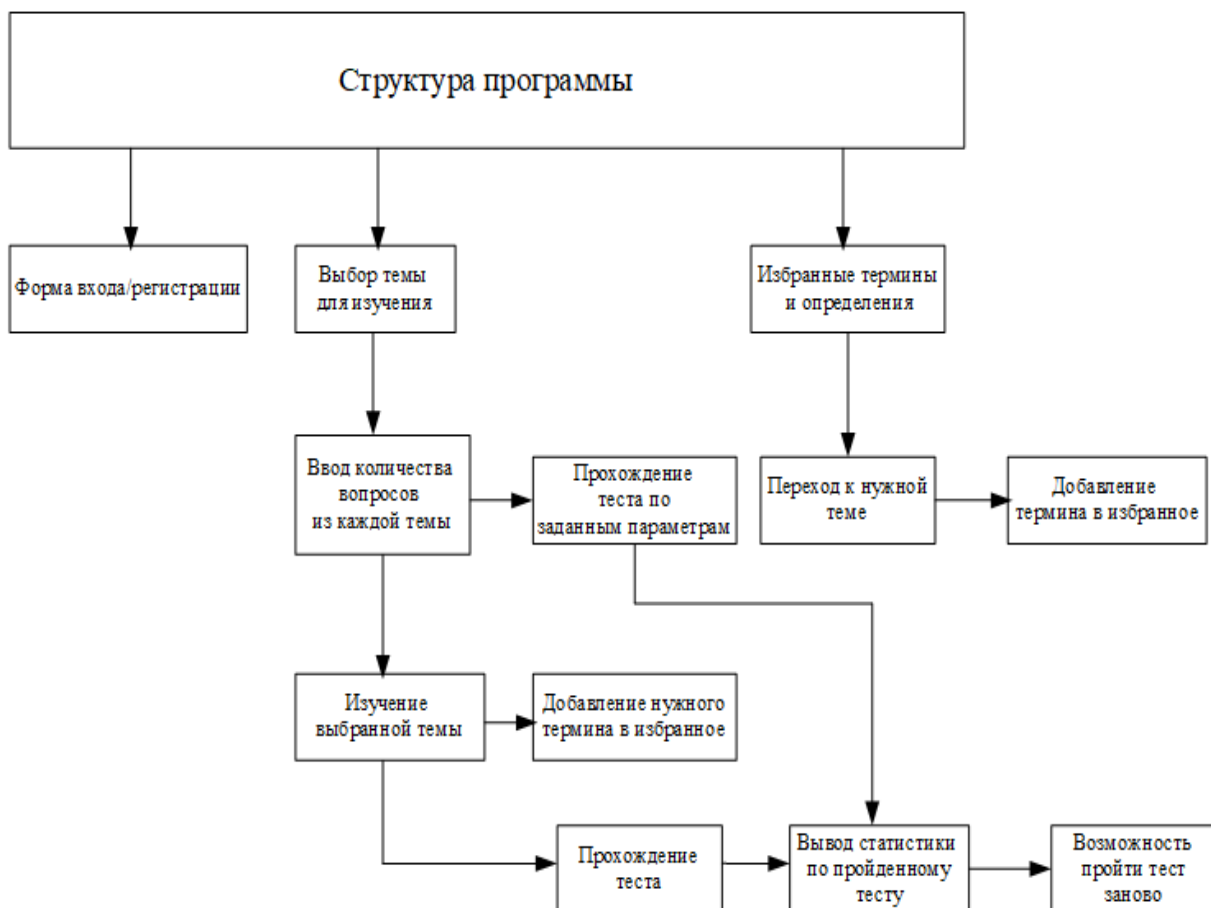 Структура программы
Форма входа/регистрации
Выбор темы
для изучения
Избранные термины
и определения
Ввод количества
вопросов
из каждой темы
Прохождение
теста по
заданным параметрам
Переход к нужной
теме
Добавление
термина в избранное
Изучение
выбранной темы
Добавление нужного
термина в избранное
Прохождение
теста
Вывод статистики
по пройденному
тесту
Возможность
пройти тест
заново